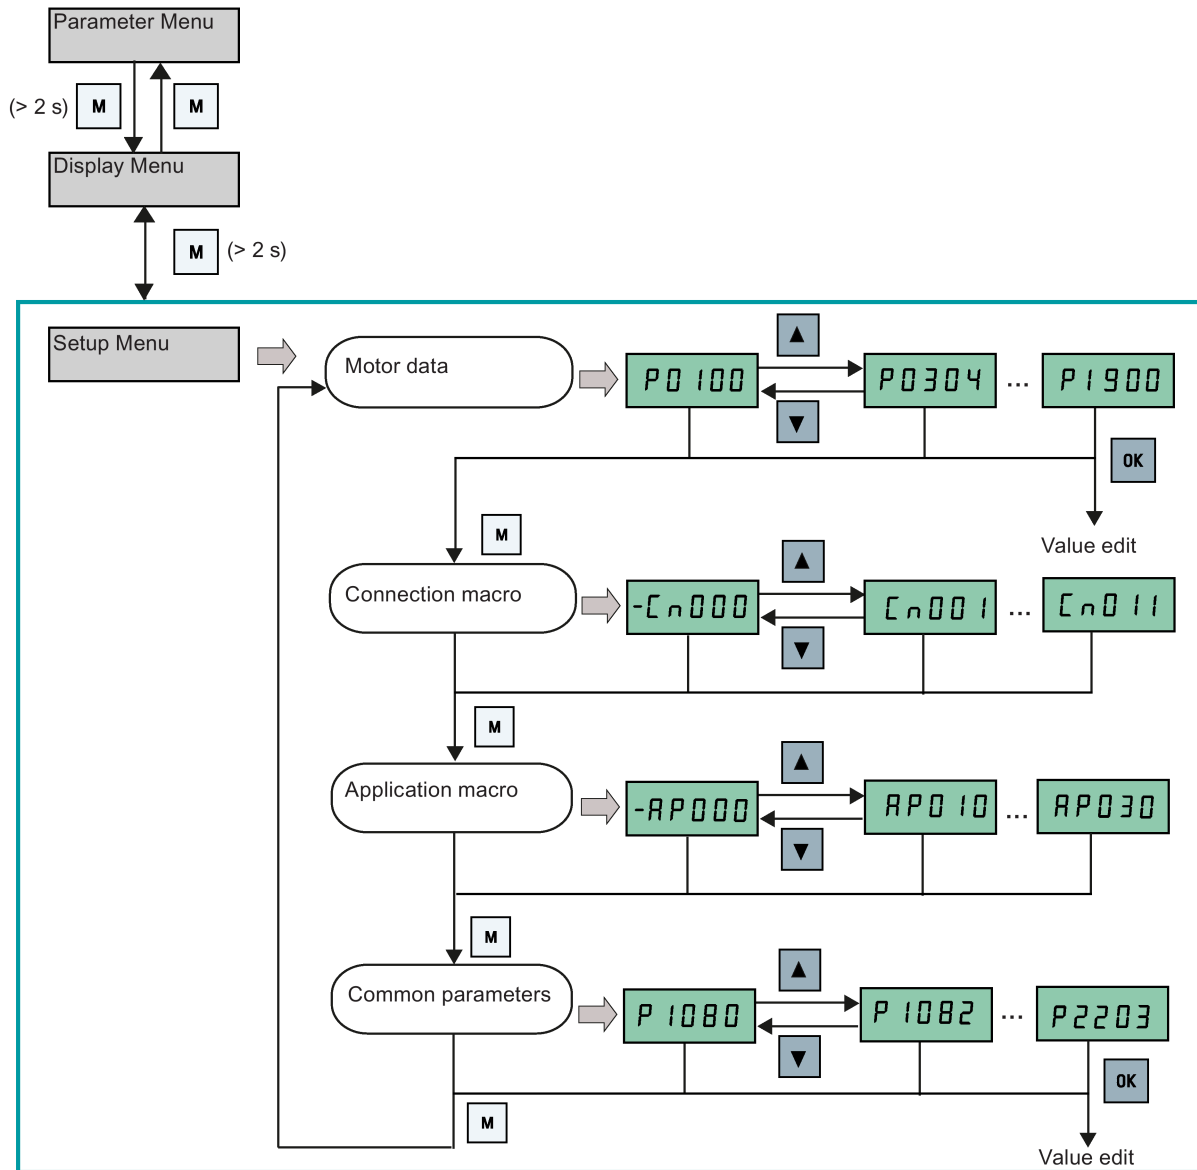 Parameter Menu
(> 2 s) M M
Display Menu
M (> 2 s)
Setup Menu
Motor data
P0100
P0304
...
P1900
OK
Value edit
M
Connection macro
-Cn000
Cn001
...
Cn011
M
Application macro
-AP000
AP010
...
AP030
M
Common parameters
P1080
P1082
...
P2203
OK
M
Value edit